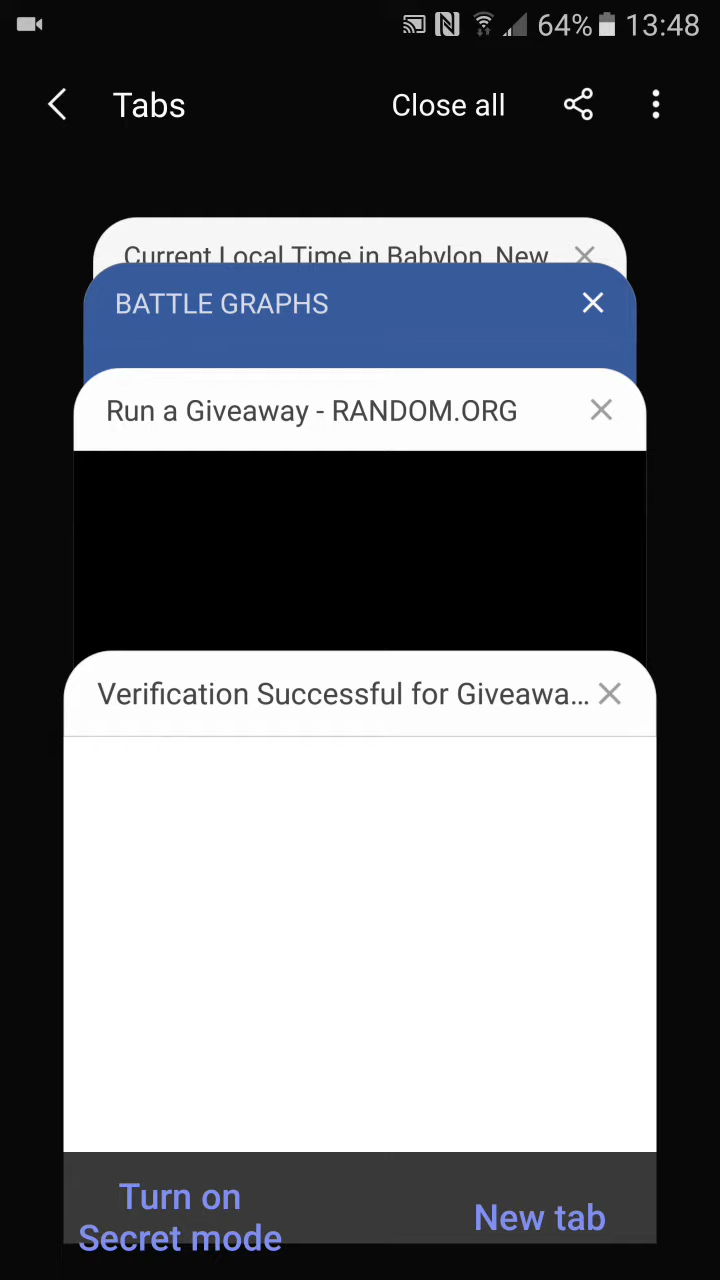 64% 13:48
Tabs Close all
Current Local Time in Babylon, New
BATTLE GRAPHS
Run a Giveaway - RANDOM.ORG
Verification Successful for Giveawa...
Turn on
Secret mode
New tab